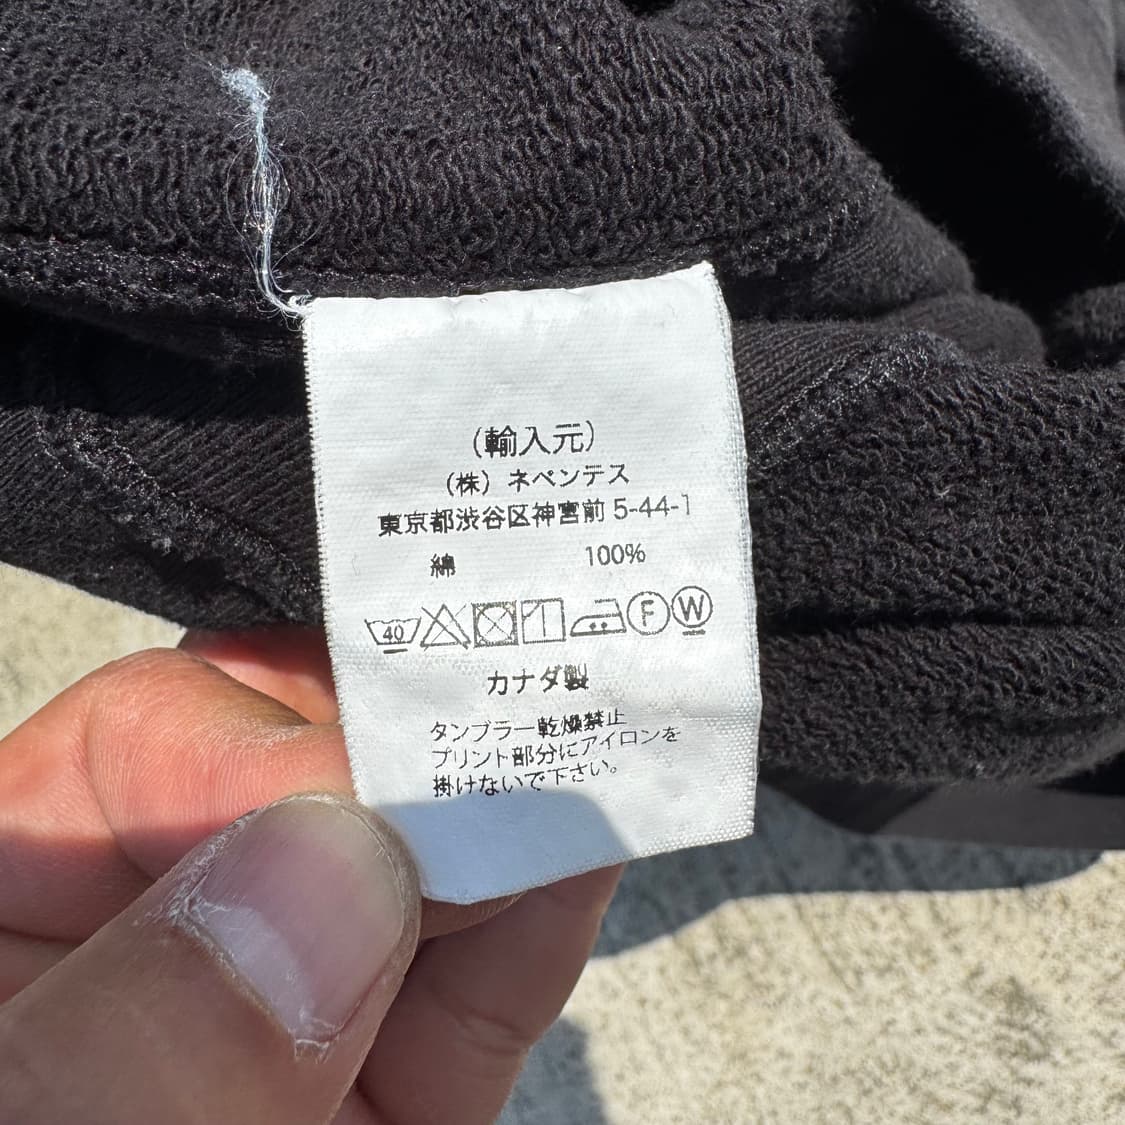 (輸入元)
(株) ネペンテス
東京都渋谷区神宮前 5-44-1
綿 100%
40 F W
カナダ製
タンブラー乾燥禁止
プリント部分にアイロンを
掛けないで下さい。